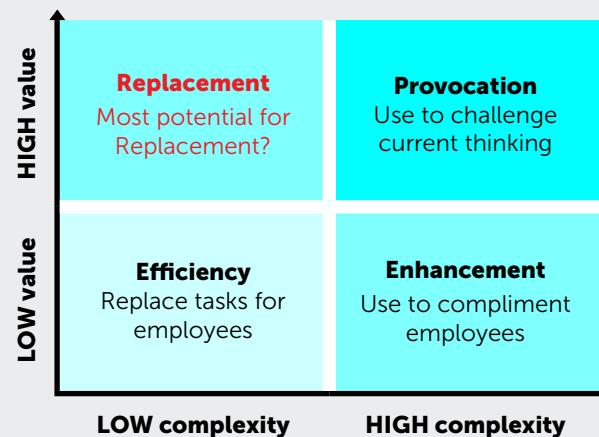 HIGH value
Replacement
Most potential for
Replacement?
Provocation
Use to challenge
current thinking
LOW value
Efficiency
Replace tasks for
employees
Enhancement
Use to compliment
employees
LOW complexity
HIGH complexity